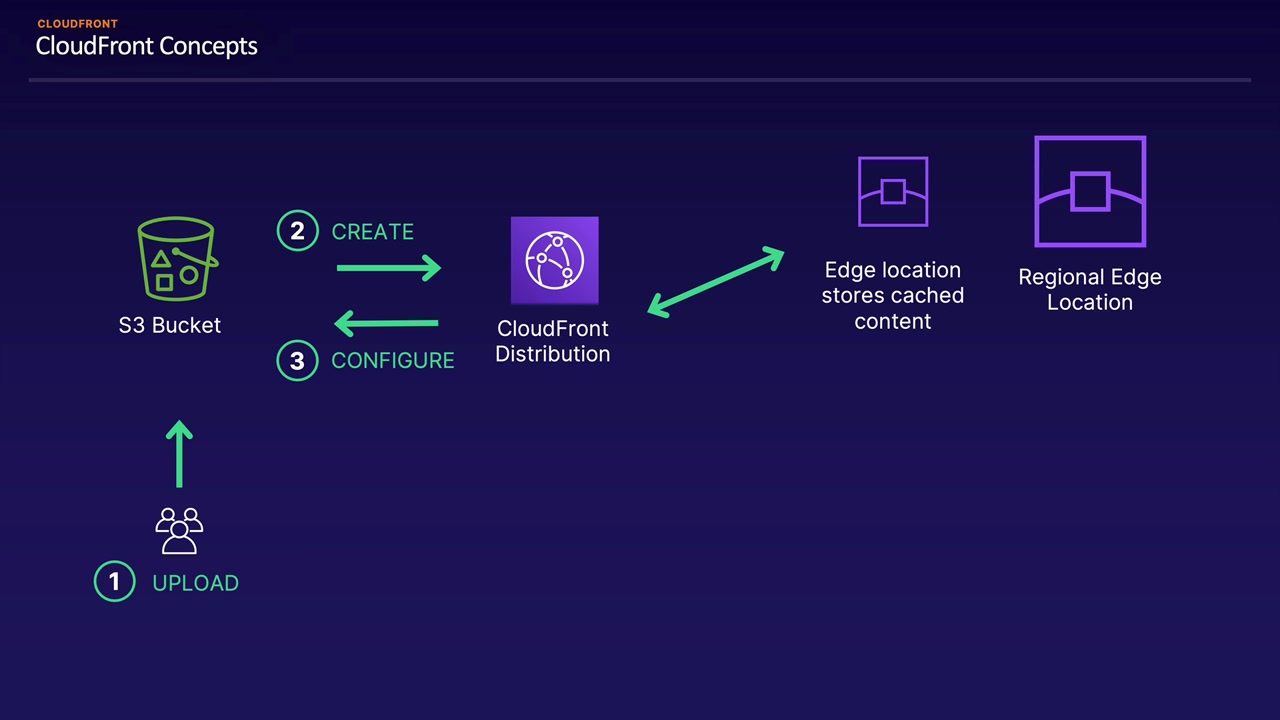 CLOUDFRONT
CloudFront Concepts
2 CREATE
S3 Bucket
3 CONFIGURE
CloudFront
Distribution
Edge location
stores cached
content
Regional Edge
Location
1 UPLOAD